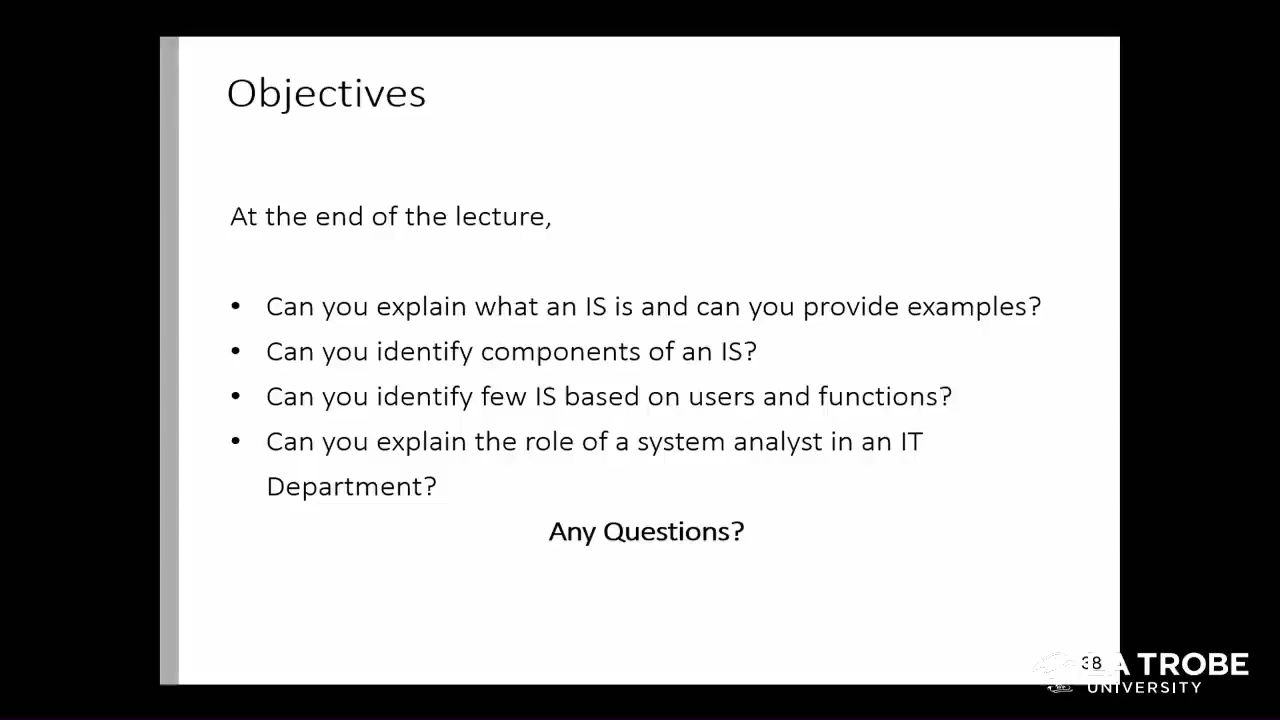 Objectives
At the end of the lecture,
• Can you explain what an IS is and can you provide examples?
• Can you identify components of an IS?
• Can you identify few IS based on users and functions?
• Can you explain the role of a system analyst in an IT
Department?
Any Questions?
38
LA TROBE
UNIVERSITY